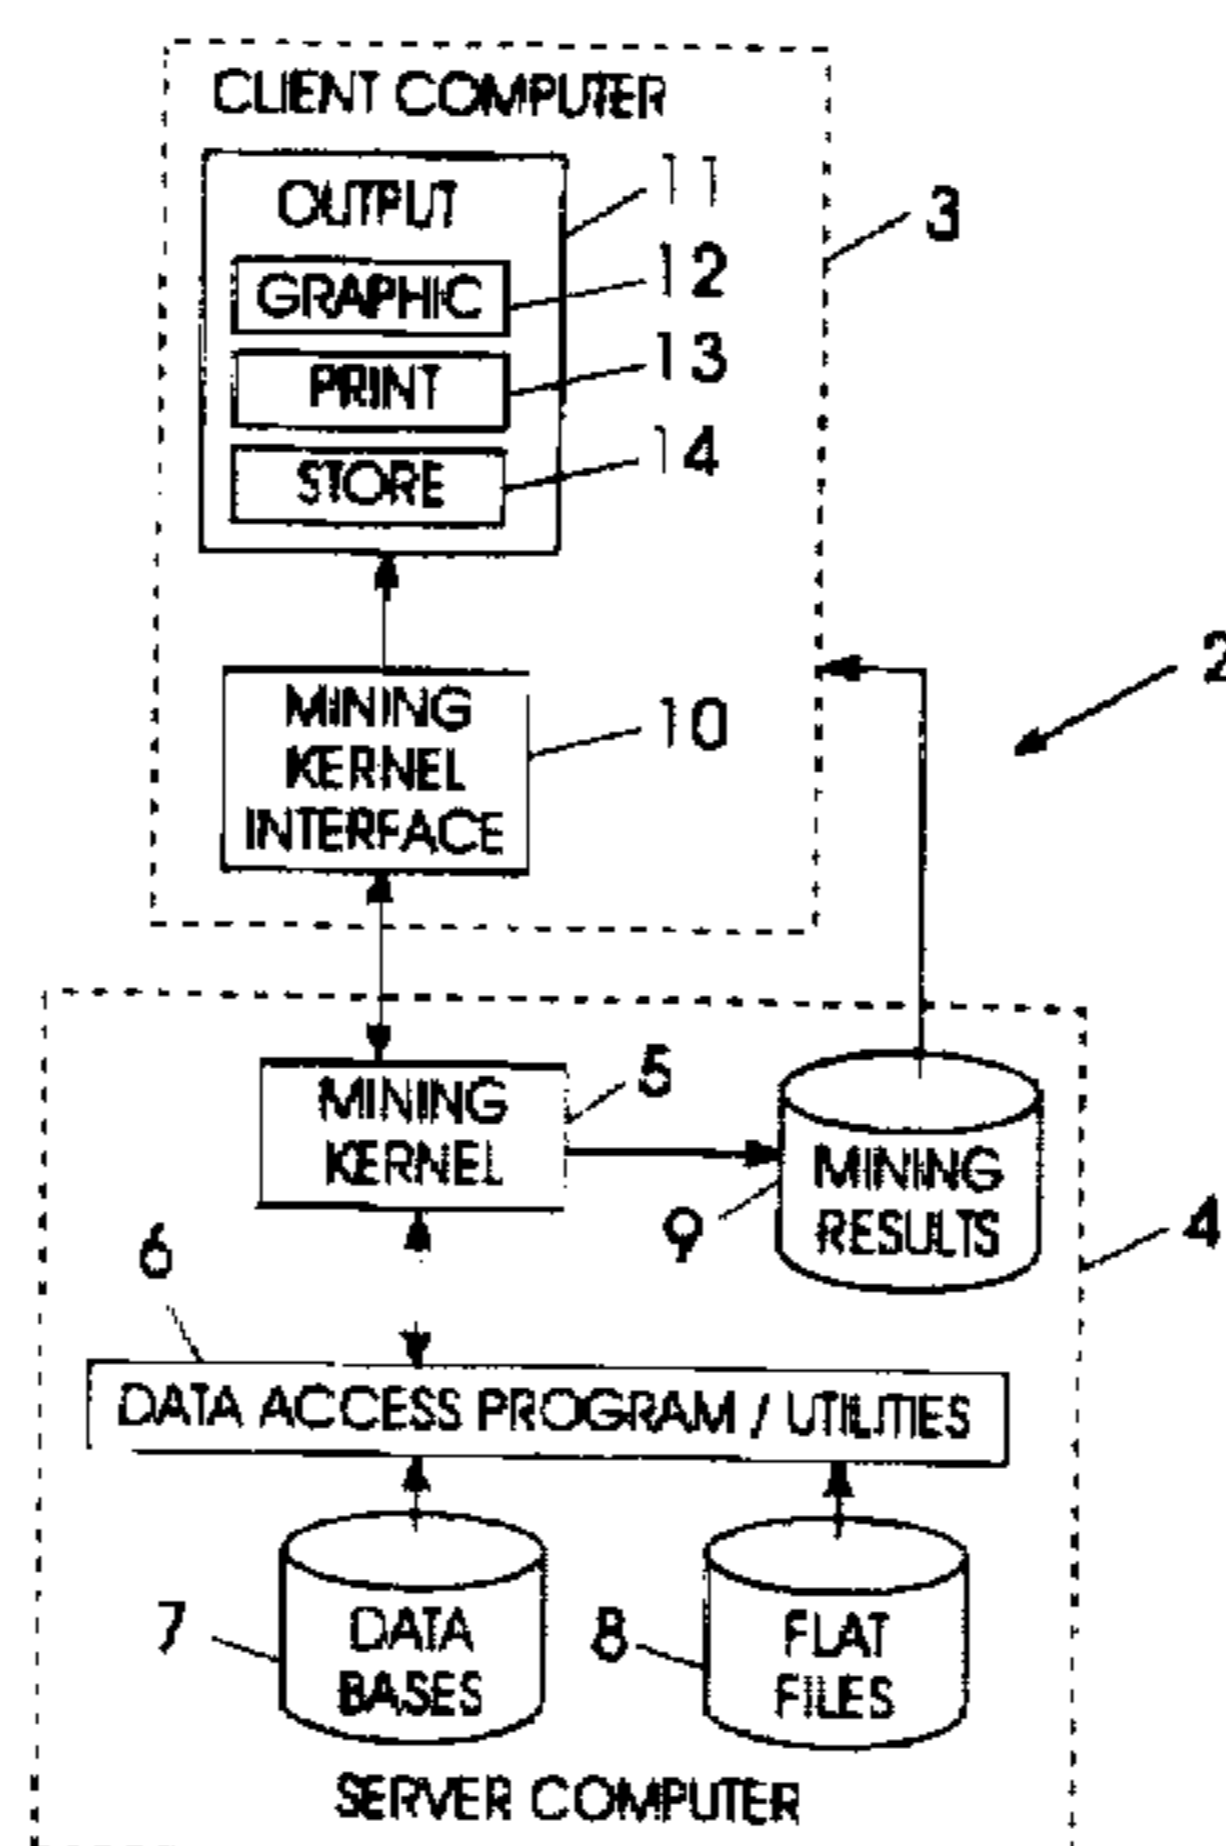 CLIENT COMPUTER
OUTPUT
11
GRAPHIC
12
3
PRINT
13
STORE
14
2
MINING
KERNEL
INTERFACE
10
MINING
KERNEL
5
MINING
RESULTS
9
4
6
DATA ACCESS PROGRAM / UTILITIES
DATA
BASES
7
FLAT
FILES
8
SERVER COMPUTER